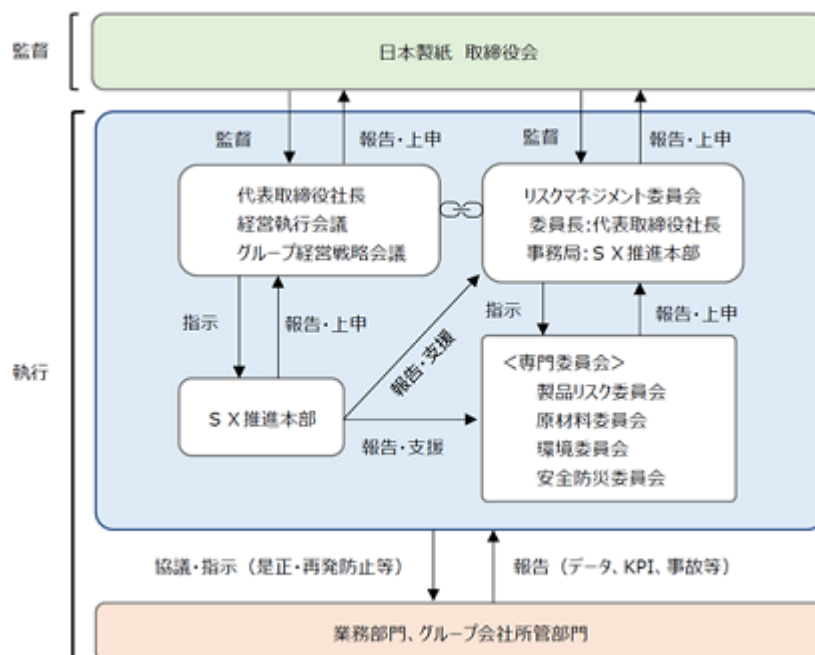 監督
日本製紙 取締役会
監督
報告・上申
監督
報告・上申
代表取締役社長
経営執行会議
グループ経営戦略会議
リスクマネジメント委員会
委員長:代表取締役社長
事務局:ＳＸ推進本部
指示
報告・上申
指示
報告・上申
報告・支援
執行
ＳＸ推進本部
報告・支援
＜専門委員会＞
製品リスク委員会
原材料委員会
環境委員会
安全防災委員会
協議・指示（是正・再発防止等）
報告（データ、KPI、事故等）
業務部門、グループ会社所管部門